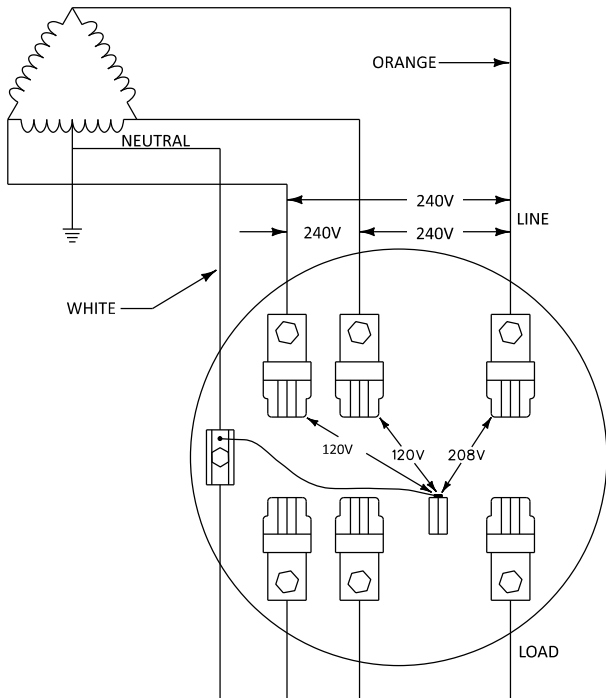 ORANGE
NEUTRAL
240V
LINE
240V
240V
WHITE
120V
120V
208V
LOAD